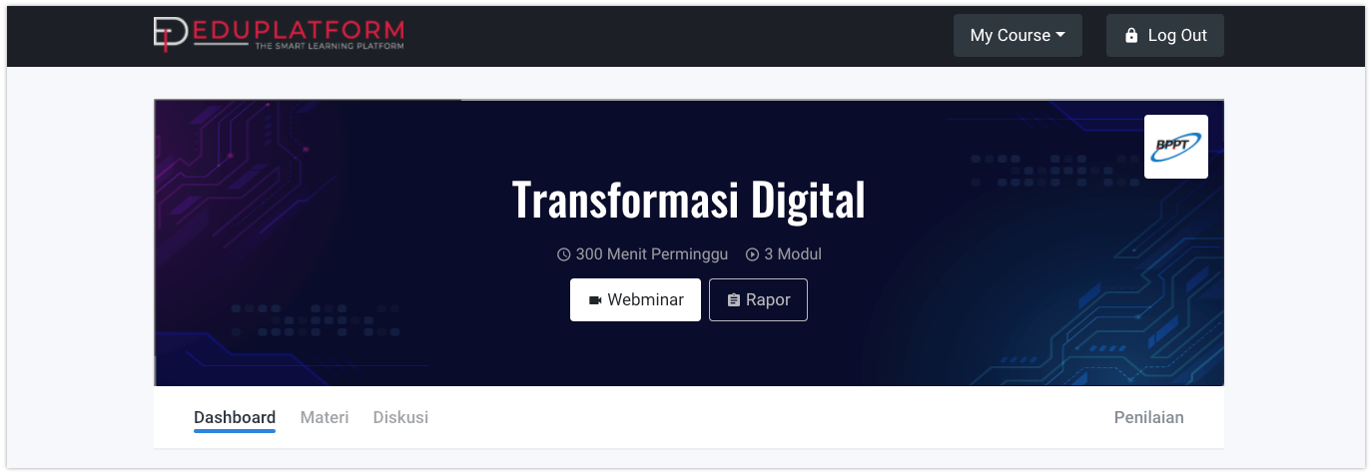 EDUPLATFORM
THE SMART LEARNING PLATFORM
My Course
Log Out
BPPT
Transformasi Digital
300 Menit Perminggu 3 Modul
Webminar Rapor
Dashboard Materi Diskusi Penilaian